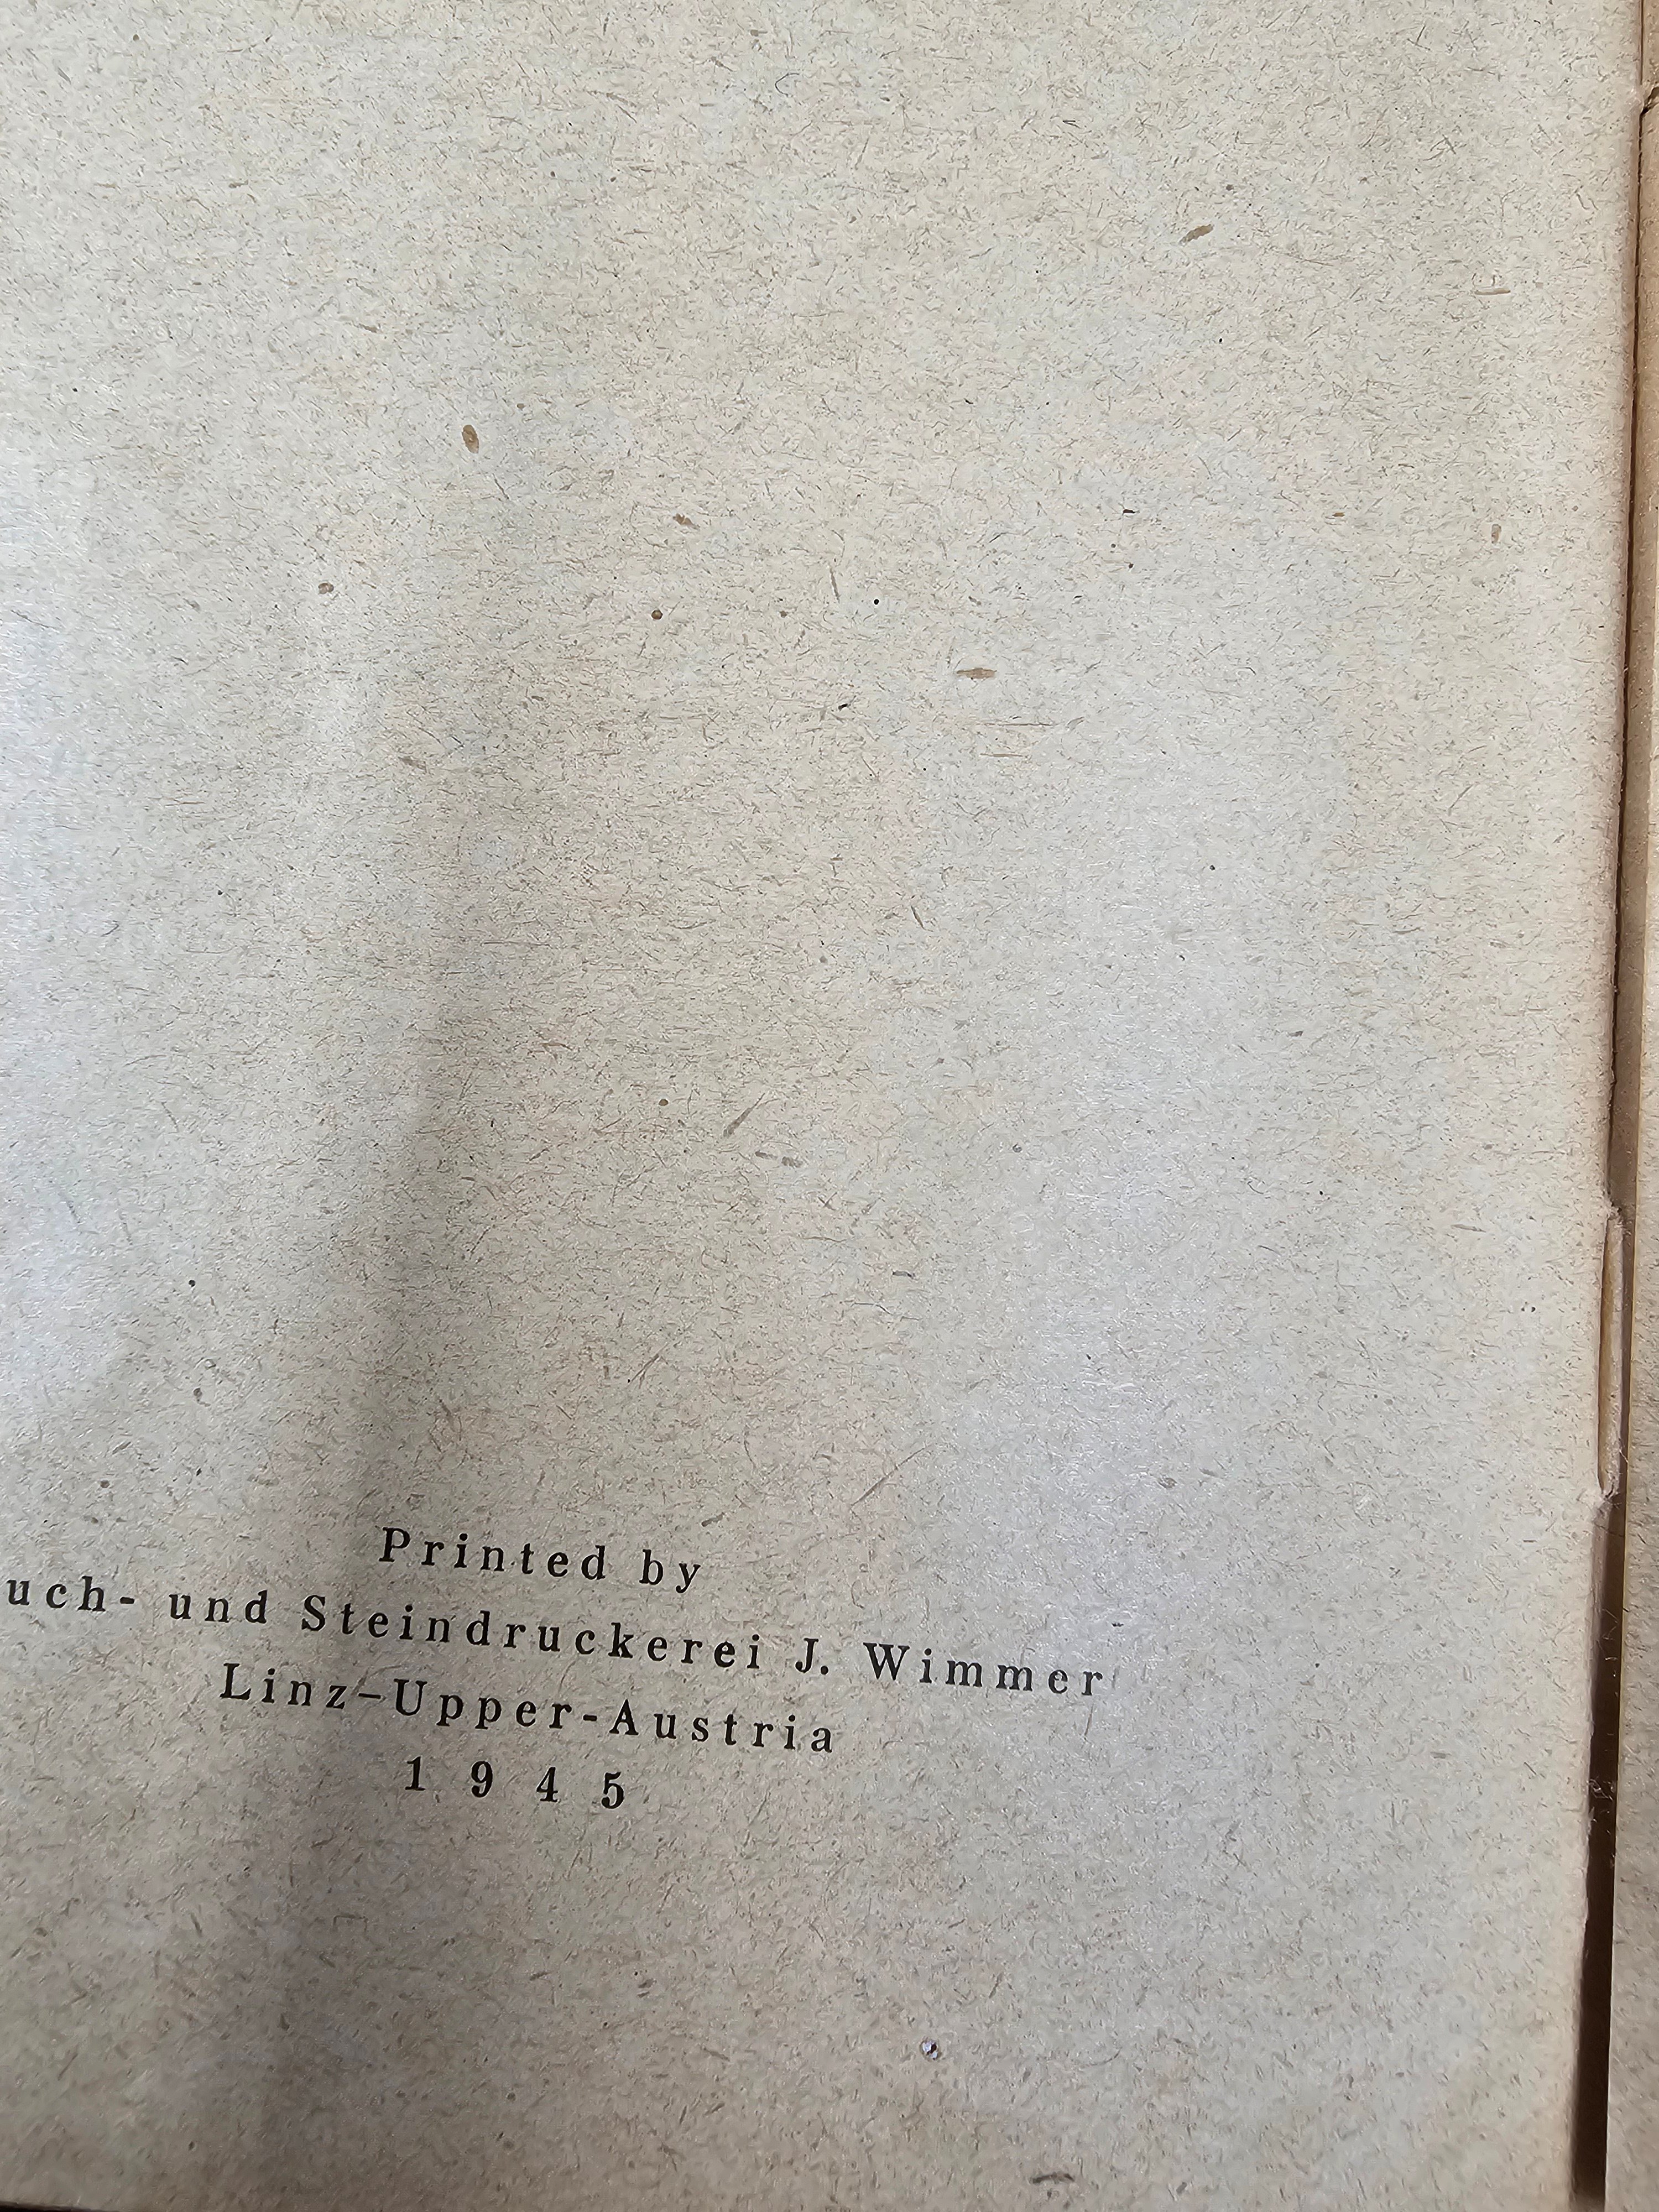 Printed by
uch- und Steindruckerei J. Wimmer
Linz-Upper-Austria
1945